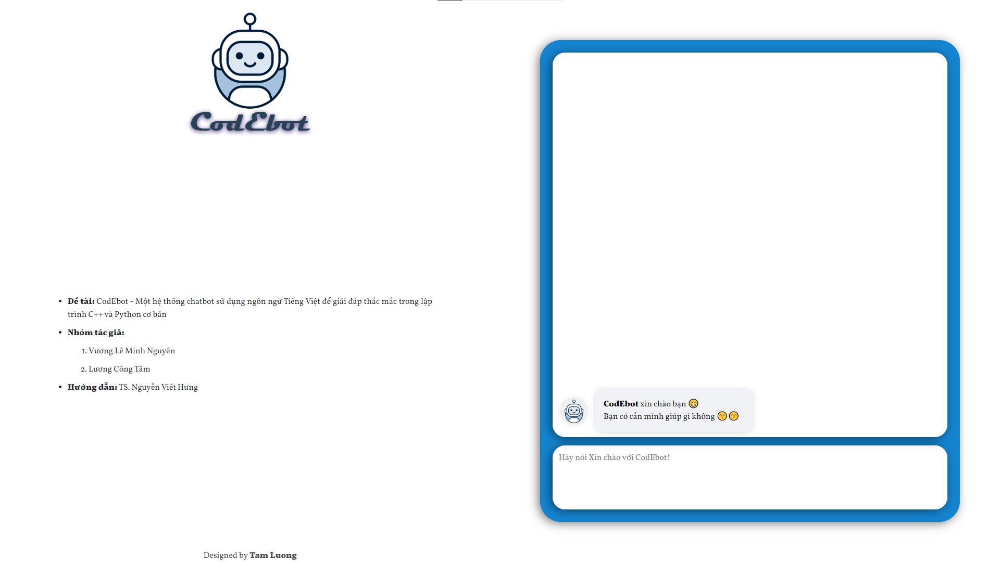 CodEbot
• Đề tài: CodEbot - Một hệ thống chatbot sử dụng ngôn ngữ Tiếng Việt để giải đáp thắc mắc trong lập
trình C++ và Python cơ bản
• Nhóm tác giả:
1. Vương Lê Minh Nguyên
2. Lương Công Tâm
• Hướng dẫn: TS. Nguyễn Viết Hưng
Designed by Tam Luong
CodEbot xin chào bạn 😁
Bạn có cần mình giúp gì không 😙😙
Hãy nói Xin chào với CodEbot!